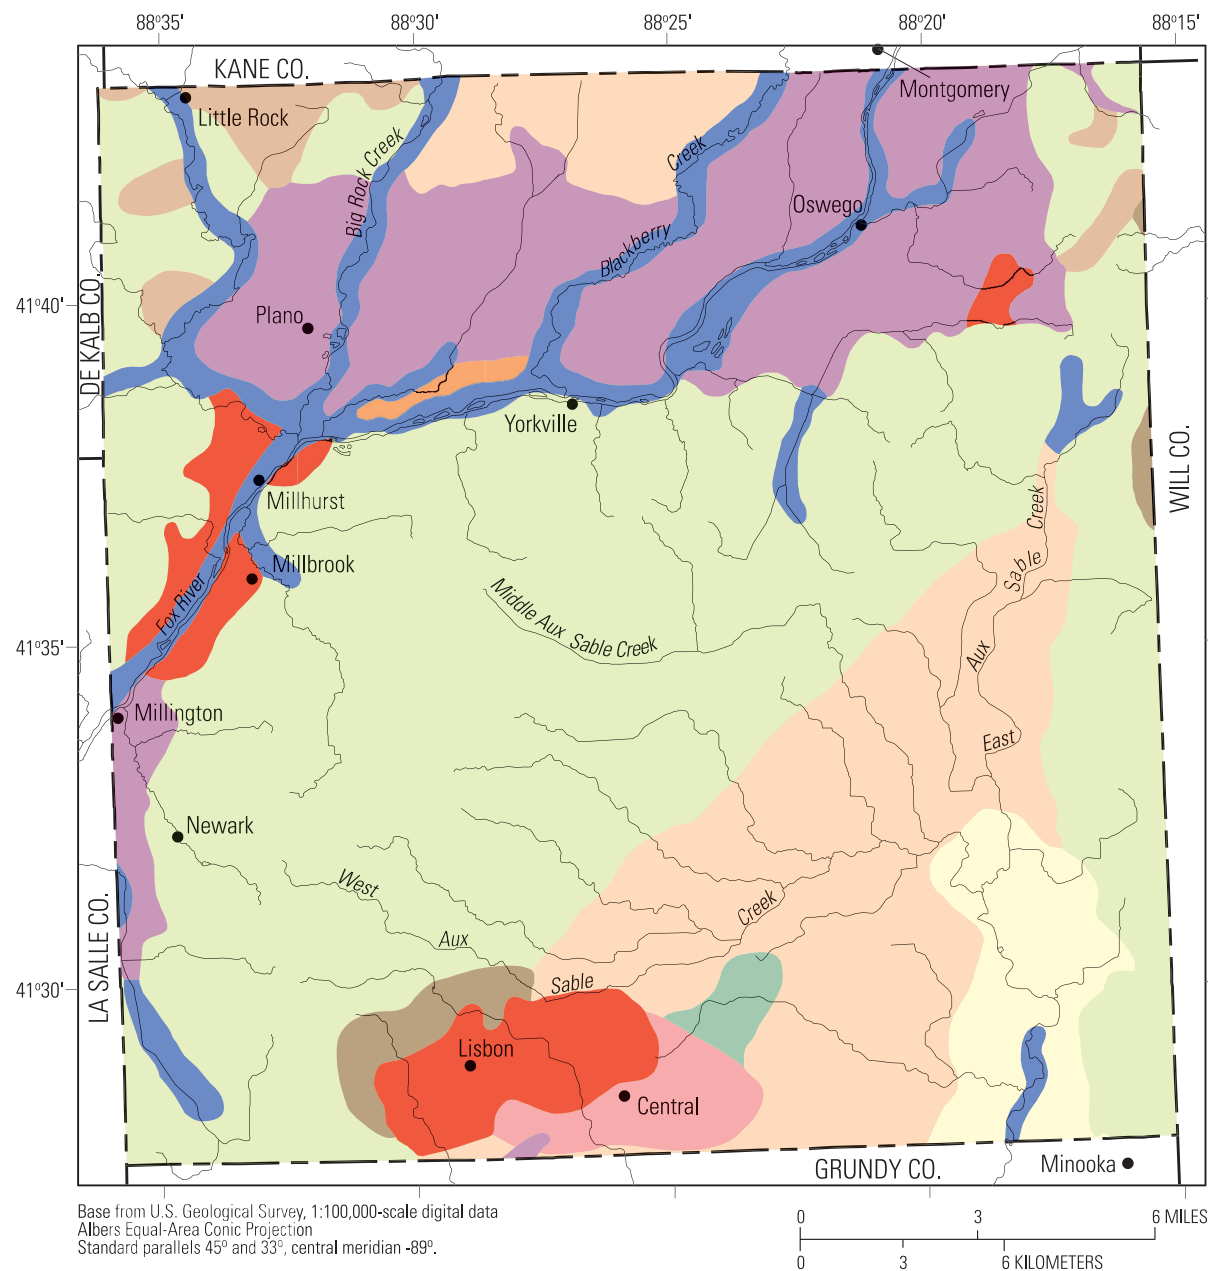 88°35' 88°30' 88°25' 88°20' 88°15'
KANE CO.
Montgomery
Little Rock
Big Rock Creek
Creek
Oswego
Blackberry
41°40'
Plano
DE KALB CO.
Yorkville
WILL CO.
Millhurst
Creek
Millbrook
Sable
Fox River
Middle Aux Sable Creek
41°35'
Aux
Millington
East
Newark
West
Creek
LA SALLE CO.
Aux
Sable
41°30'
Lisbon
Central
GRUNDY CO.
Minooka
Base from U.S. Geological Survey, 1:100,000-scale digital data
Albers Equal-Area Conic Projection
Standard parallels 45° and 33°, central meridian -89°.
0 3 6 MILES
0 3 6 KILOMETERS